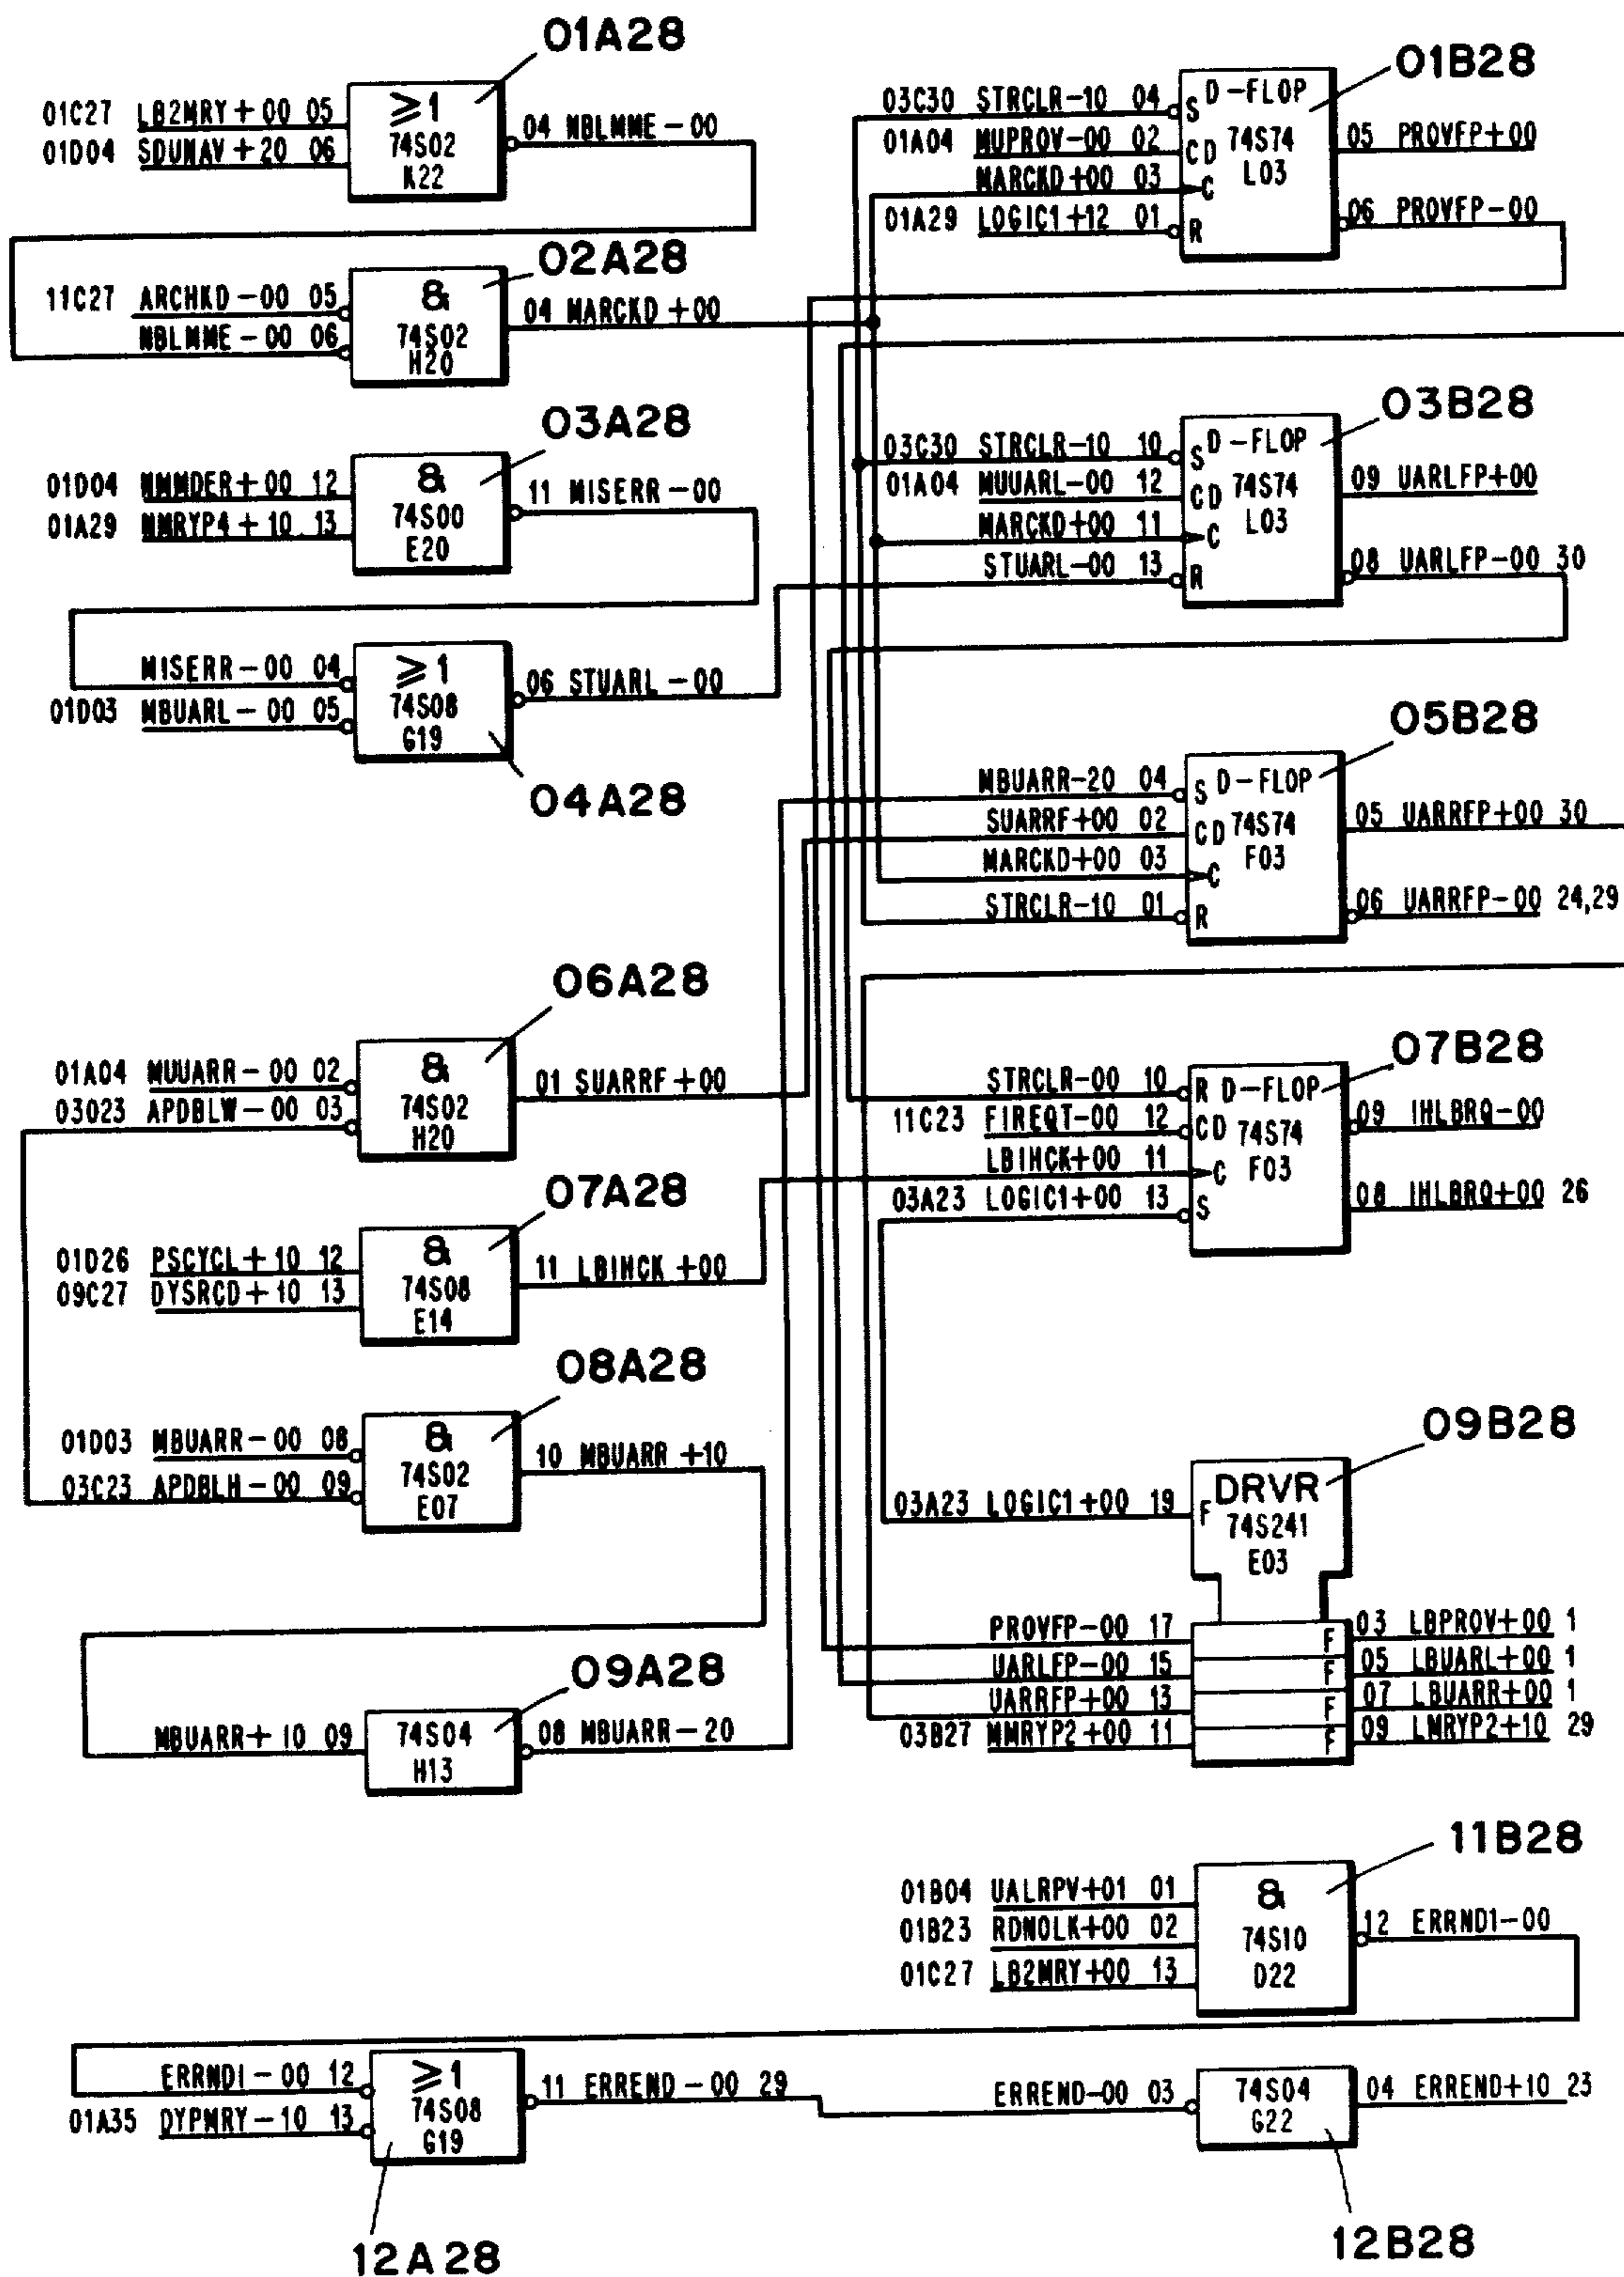 01A28
01C27 LB2MRY+00 05
01D04 SDUMAV+20 06
≥1
74S02
K22
04 MBLMME-00
02A28
11C27 ARCHKD-00 05
MBLMME-00 06
&
74S02
H20
04 MARCKD+00
03A28
01D04 MMMDER+00 12
01A29 MMRYP4+10 13
&
74S00
E20
11 MISERR-00
MISERR-00 04
01D03 MBUARL-00 05
≥1
74S08
G19
06 STUARL-00
04A28
06A28
01A04 MUUARR-00 02
03D23 APDBLW-00 03
&
74S02
H20
01 SUARRF+00
07A28
01D26 PSCYCL+10 12
09C27 DYSRCD+10 13
&
74S08
E14
11 LBIHCK+00
08A28
01D03 MBUARR-00 08
03C23 APDBLH-00 09
&
74S02
E07
10 MBUARR+10
09A28
MBUARR+10 09
74S04
H13
08 MBUARR-20
01B28
03C30 STRCLR-10 04
01A04 MUPROV-00 02
MARCKD+00 03
01A29 LOGIC1+12 01
S D-FLOP
CD 74S74
C L03
R
05 PROVFP+00
06 PROVFP-00
03B28
03C30 STRCLR-10 10
01A04 MUUARL-00 12
MARCKD+00 11
STUARL-00 13
S D-FLOP
CD 74S74
C L03
R
09 UARLFP+00
08 UARLFP-00 30
05B28
MBUARR-20 04
SUARRF+00 02
MARCKD+00 03
STRCLR-10 01
S D-FLOP
CD 74S74
C F03
R
05 UARRFP+00 30
06 UARRFP-00 24,29
07B28
STRCLR-00 10
11C23 FIREQT-00 12
LBIHCK+00 11
03A23 LOGIC1+00 13
R D-FLOP
CD 74S74
C F03
S
09 IHLBRQ-00
08 IHLBRQ+00 26
09B28
03A23 LOGIC1+00 19
F DRVR
74S241
E03
PROVFP-00 17
UARLFP-00 15
UARRFP+00 13
03B27 MMRYP2+00 11
F 03 LBPROV+00 1
F 05 LBUARL+00 1
F 07 LBUARR+00 1
F 09 LMRYP2+10 29
11B28
01B04 UALRPV+01 01
01B23 RDNOLK+00 02
01C27 LB2MRY+00 13
&
74S10
D22
12 ERRND1-00
ERRND1-00 12
01A35 DYPMRY-10 13
≥1
74S08
G19
11 ERREND-00 29
12A28
ERREND-00 03
74S04
G22
04 ERREND+10 23
12B28